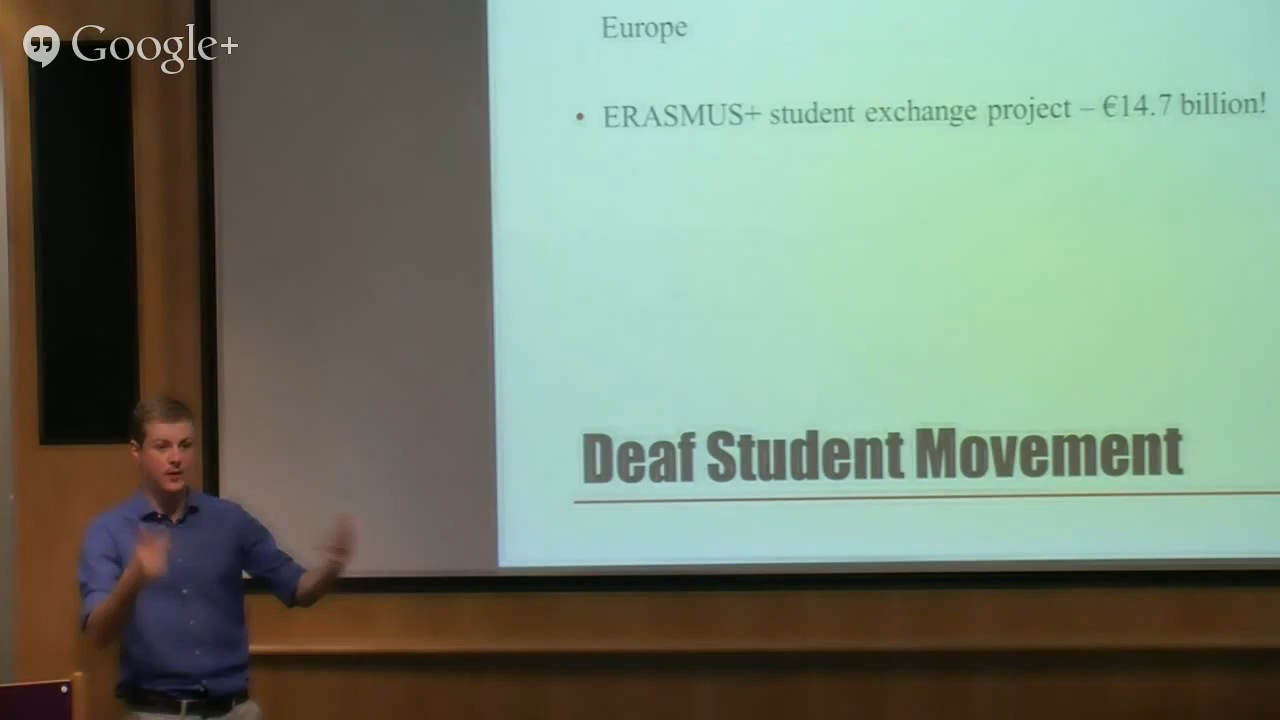 Google+
Europe
• ERASMUS+ student exchange project – €14.7 billion!
Deaf Student Movement